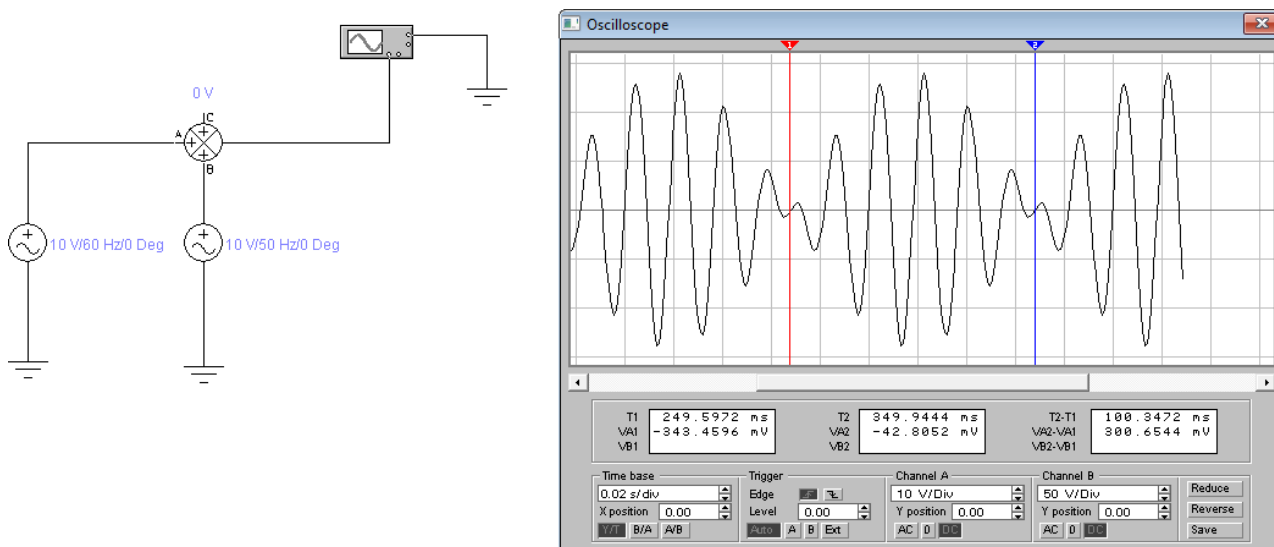 0 V
C
A
B
10 V/60 Hz/0 Deg
10 V/50 Hz/0 Deg
Oscilloscope
1
2
T1 249.5972 ms T2 349.9444 ms T2-T1 100.3472 ms
VA1 -343.4596 mV VA2 -42.8052 mV VA2-VA1 300.6544 mV
VB1 VB2 VB2-VB1
Time base Trigger Channel A Channel B
0.02 s/div Edge 10 V/Div 50 V/Div Reduce
X position 0.00 Level 0.00 Y position 0.00 Y position 0.00 Reverse
Y/T B/A A/B Auto A B Ext AC 0 DC AC 0 DC Save